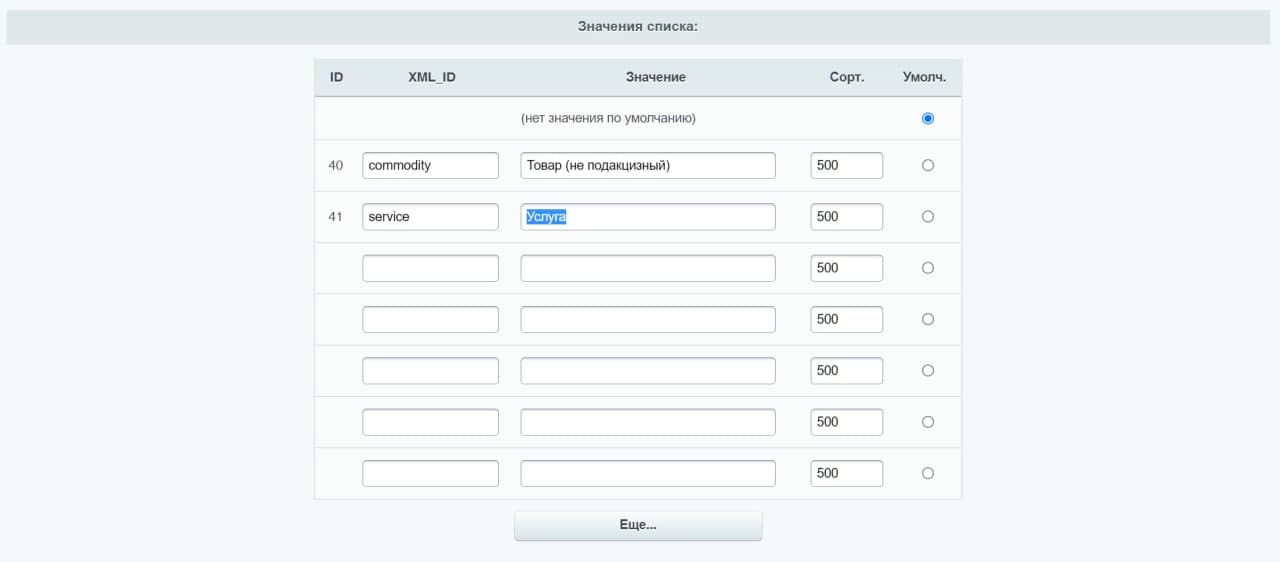 Значения списка:
ID XML_ID Значение Сорт. Умолч.
(нет значения по умолчанию)
40 commodity Товар (не подакцизный) 500
41 service Услуга 500
500
500
500
500
500
Еще...